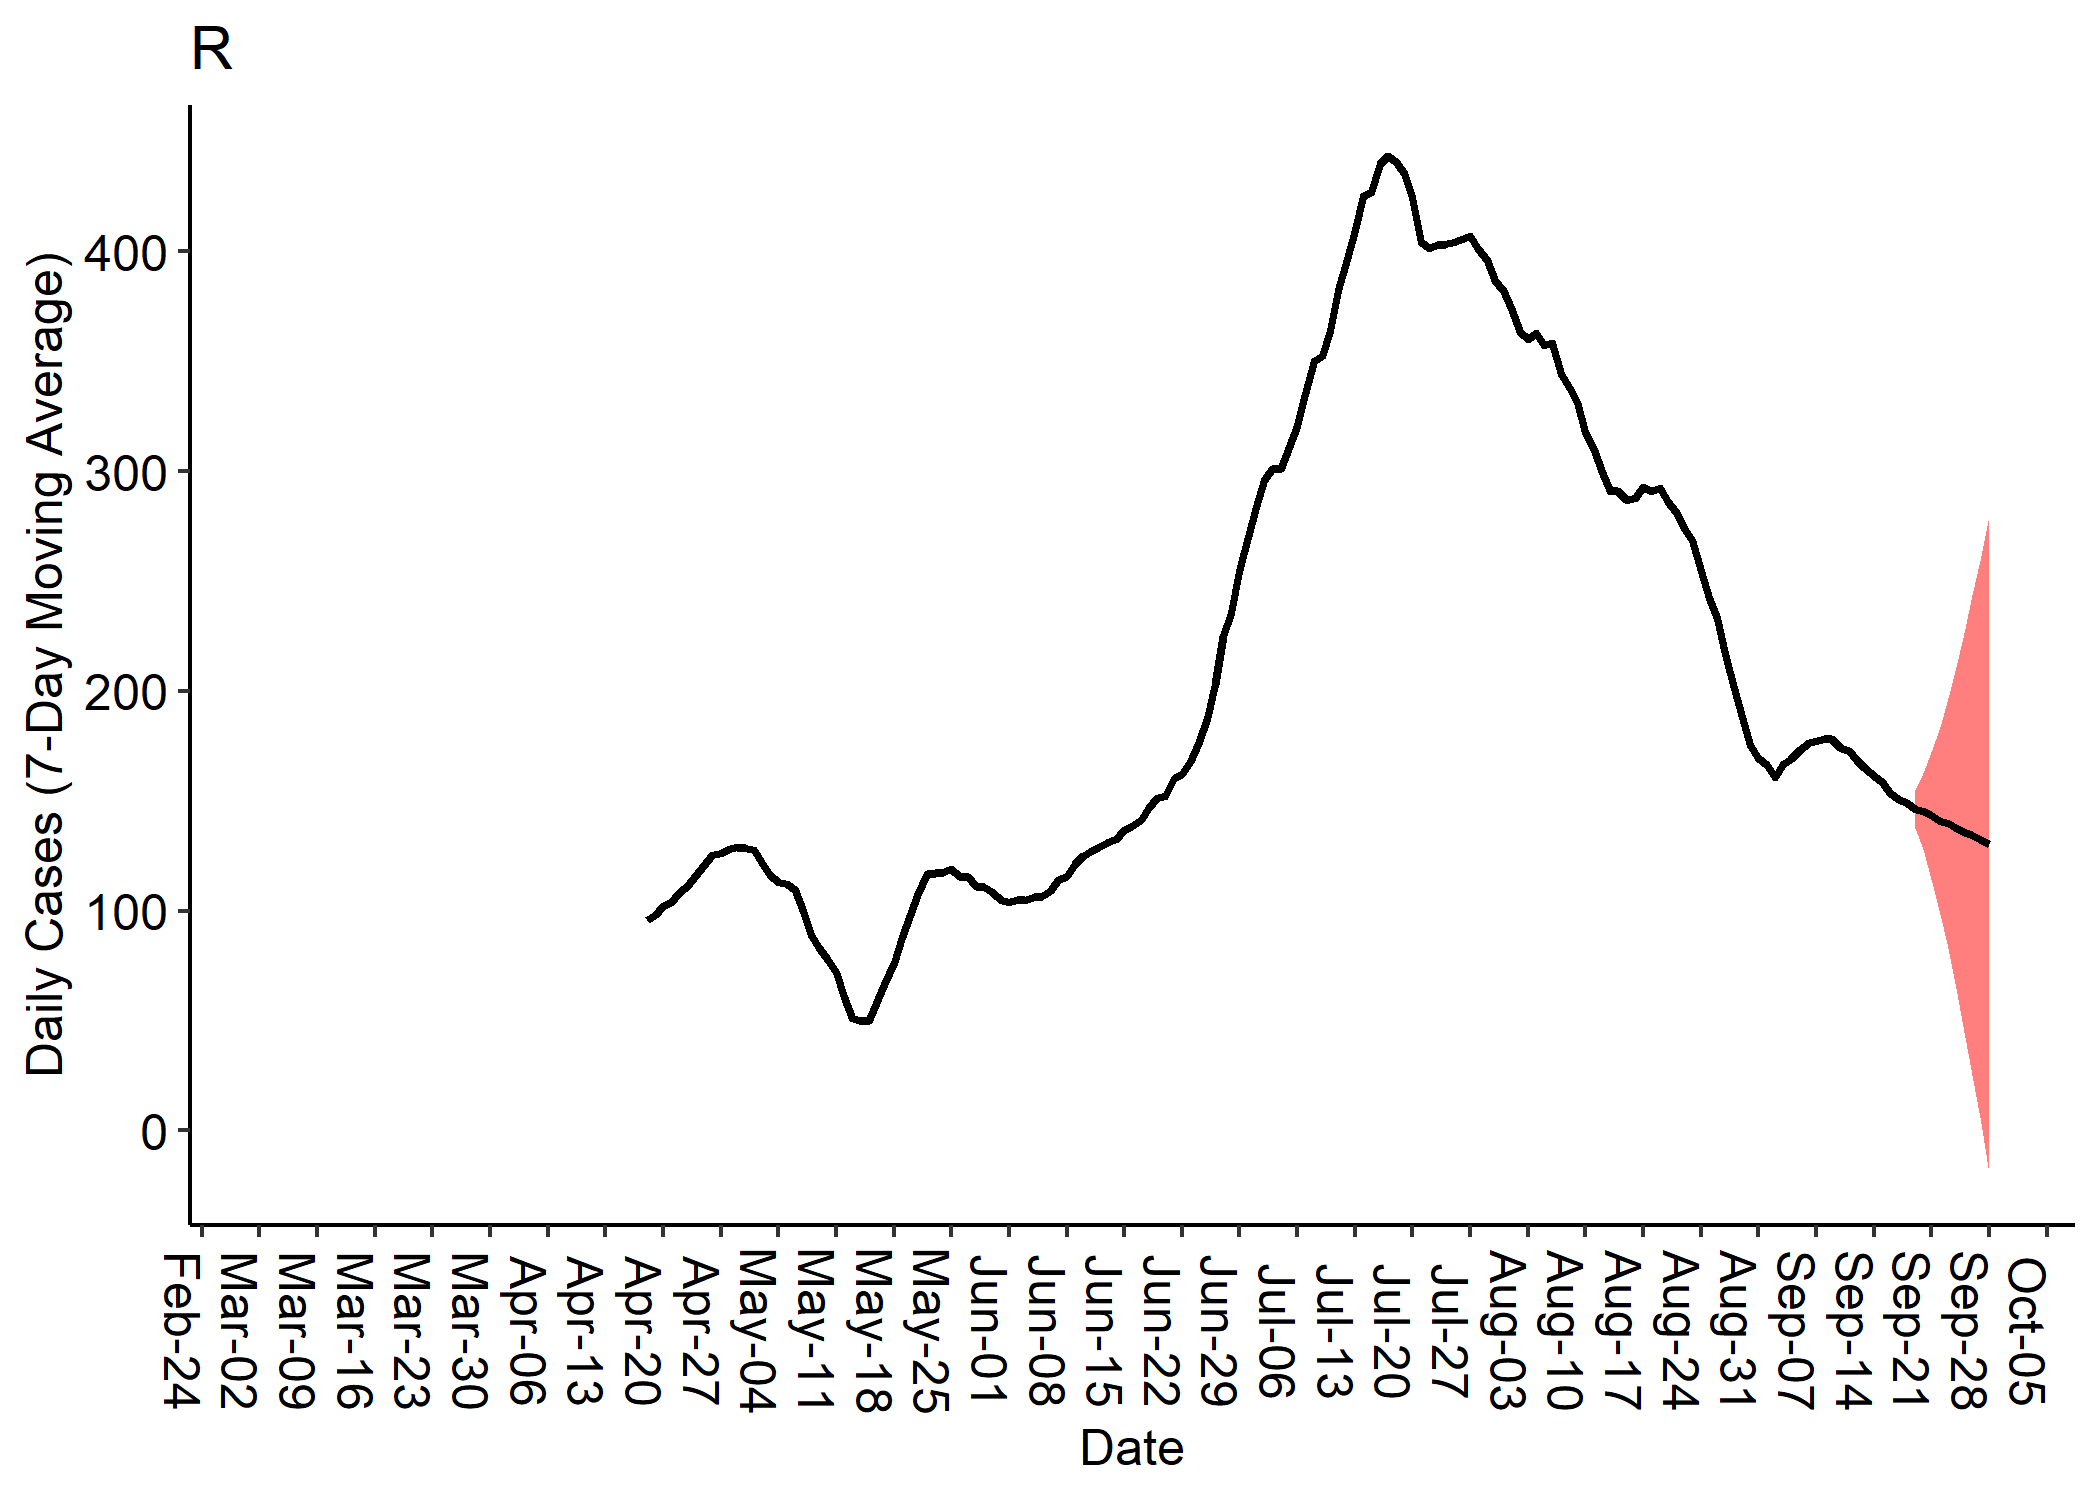 R
Daily Cases (7-Day Moving Average)
400
300
200
100
0
Feb-24
Mar-02
Mar-09
Mar-16
Mar-23
Mar-30
Apr-06
Apr-13
Apr-20
Apr-27
May-04
May-11
May-18
May-25
Jun-01
Jun-08
Jun-15
Jun-22
Jun-29
Jul-06
Jul-13
Jul-20
Jul-27
Aug-03
Aug-10
Aug-17
Aug-24
Aug-31
Sep-07
Sep-14
Sep-21
Sep-28
Oct-05
Date